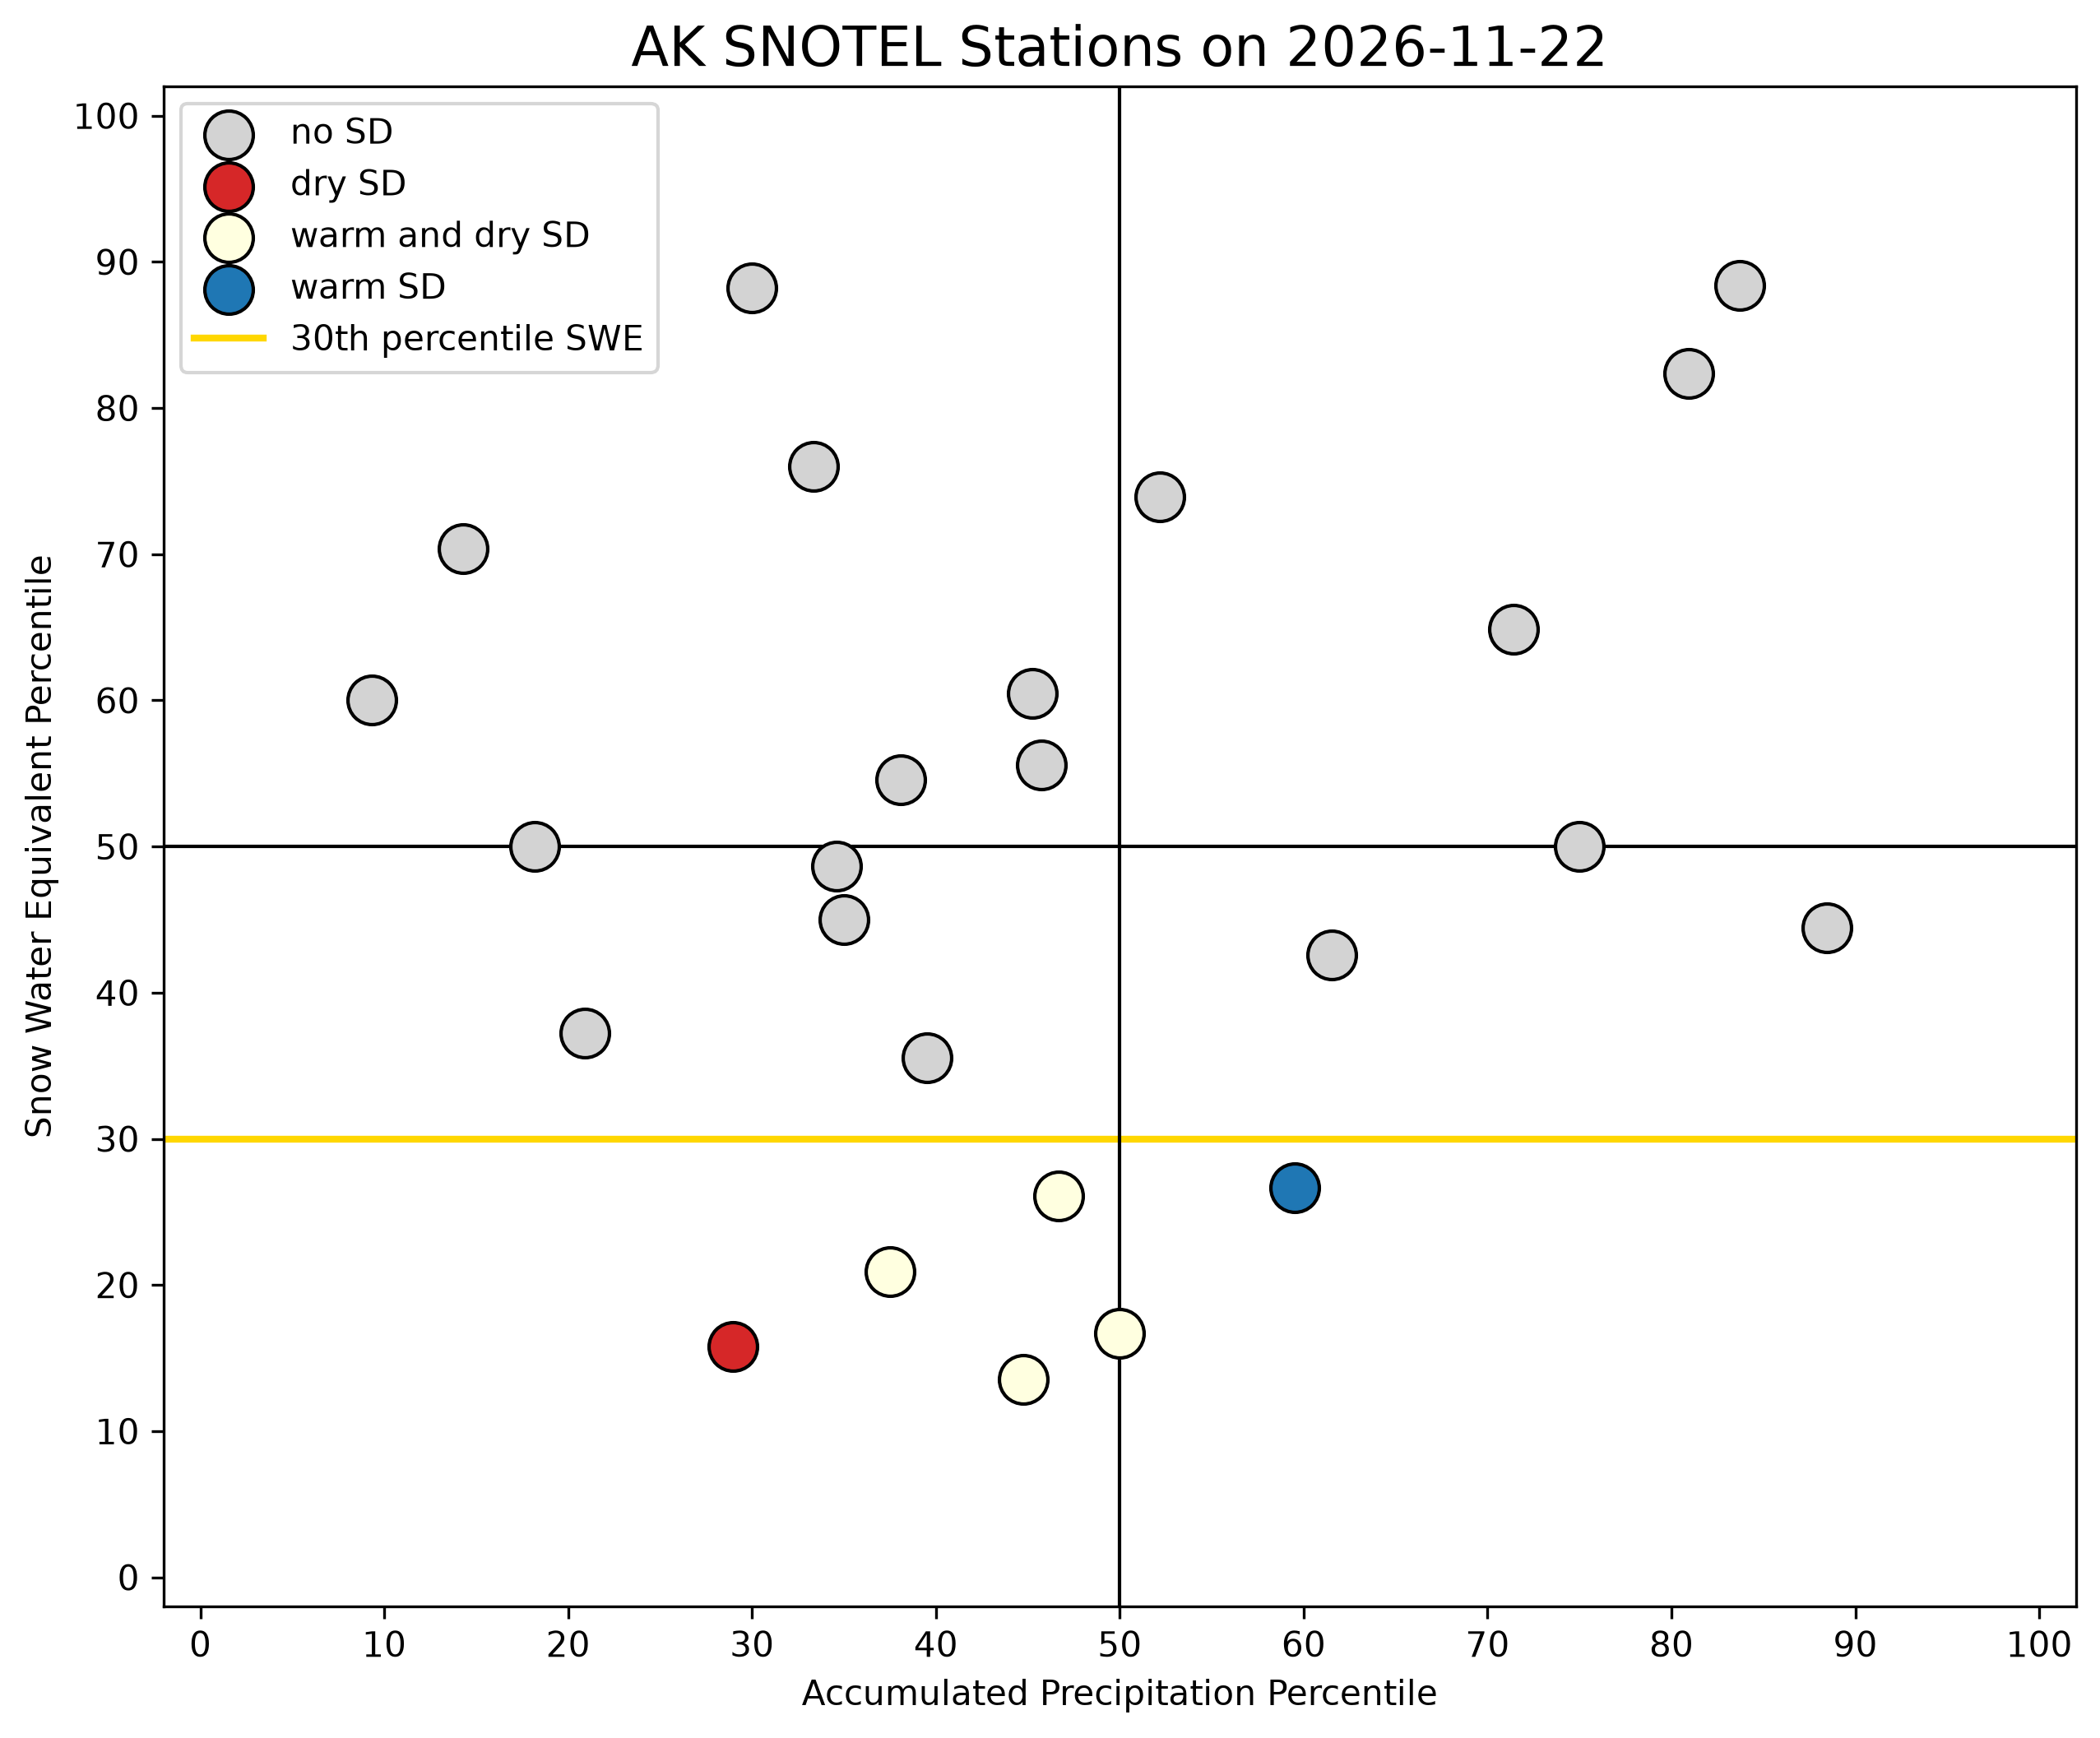 AK SNOTEL Stations on 2026-11-22
no SD
dry SD
warm and dry SD
warm SD
30th percentile SWE
100
90
80
70
60
50
40
30
20
10
0
Snow Water Equivalent Percentile
0 10 20 30 40 50 60 70 80 90 100
Accumulated Precipitation Percentile